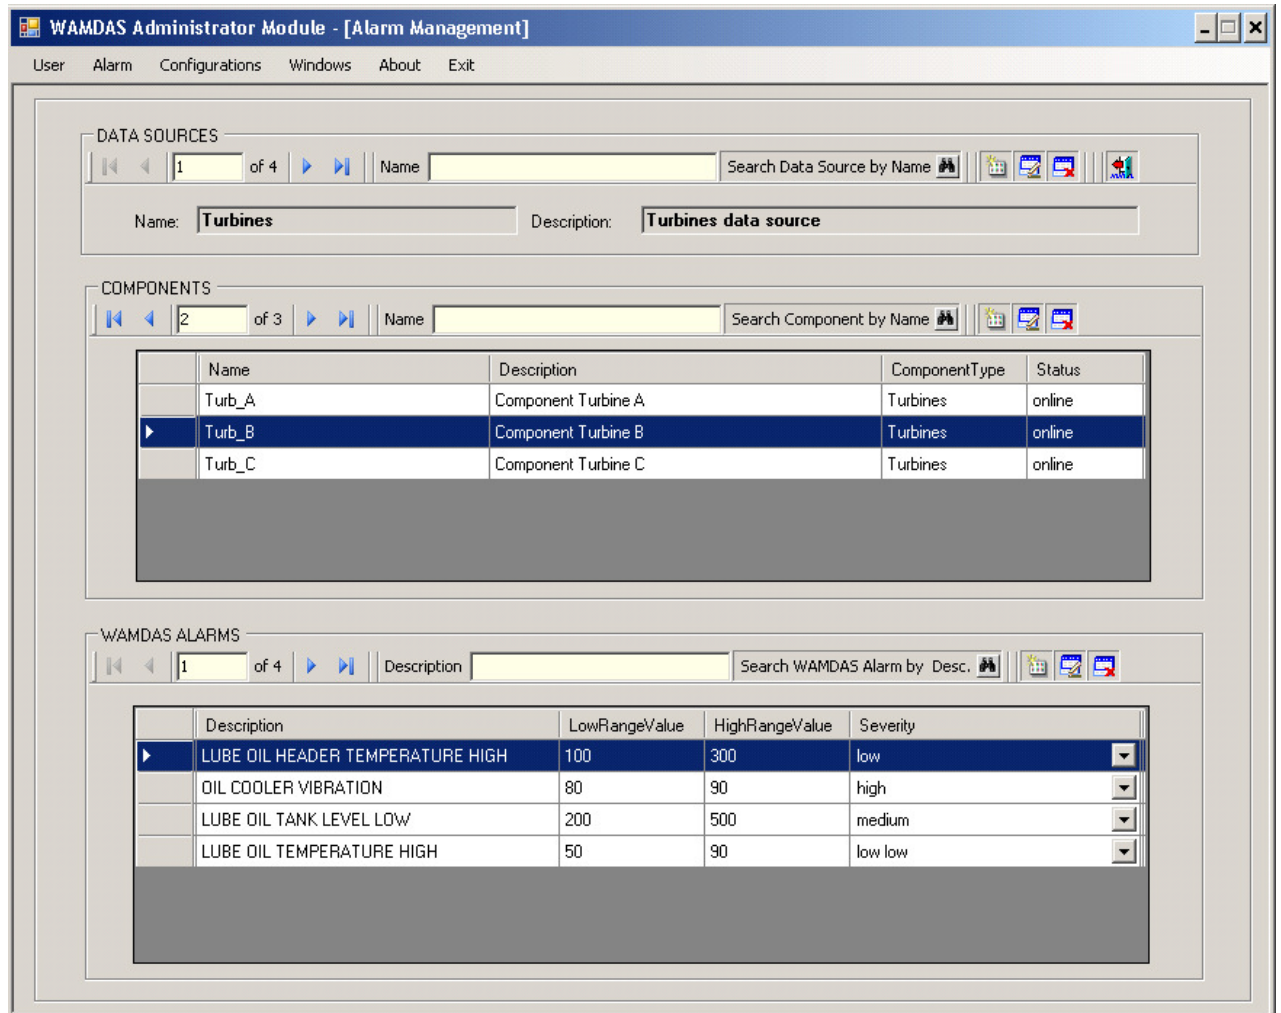 WAMDAS Administrator Module - [Alarm Management]
User Alarm Configurations Windows About Exit
DATA SOURCES
1 of 4 Name Search Data Source by Name
Name: Turbines Description: Turbines data source
COMPONENTS
2 of 3 Name Search Component by Name
Name Description ComponentType Status
Turb_A Component Turbine A Turbines online
Turb_B Component Turbine B Turbines online
Turb_C Component Turbine C Turbines online
WAMDAS ALARMS
1 of 4 Description Search WAMDAS Alarm by Desc.
Description LowRangeValue HighRangeValue Severity
LUBE OIL HEADER TEMPERATURE HIGH 100 300 low
OIL COOLER VIBRATION 80 90 high
LUBE OIL TANK LEVEL LOW 200 500 medium
LUBE OIL TEMPERATURE HIGH 50 90 low low